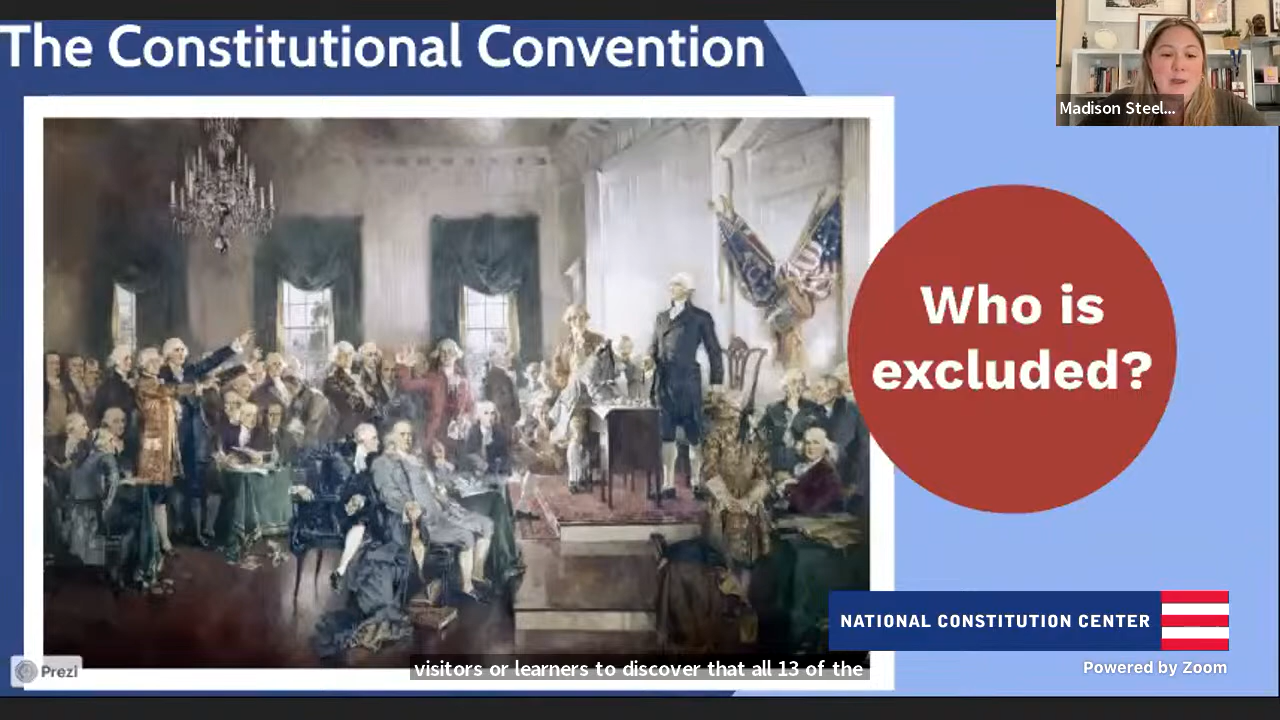 The Constitutional Convention
Madison Steel...
Who is
excluded?
NATIONAL CONSTITUTION CENTER
visitors or learners to discover that all 13 of the
Powered by Zoom
Prezi